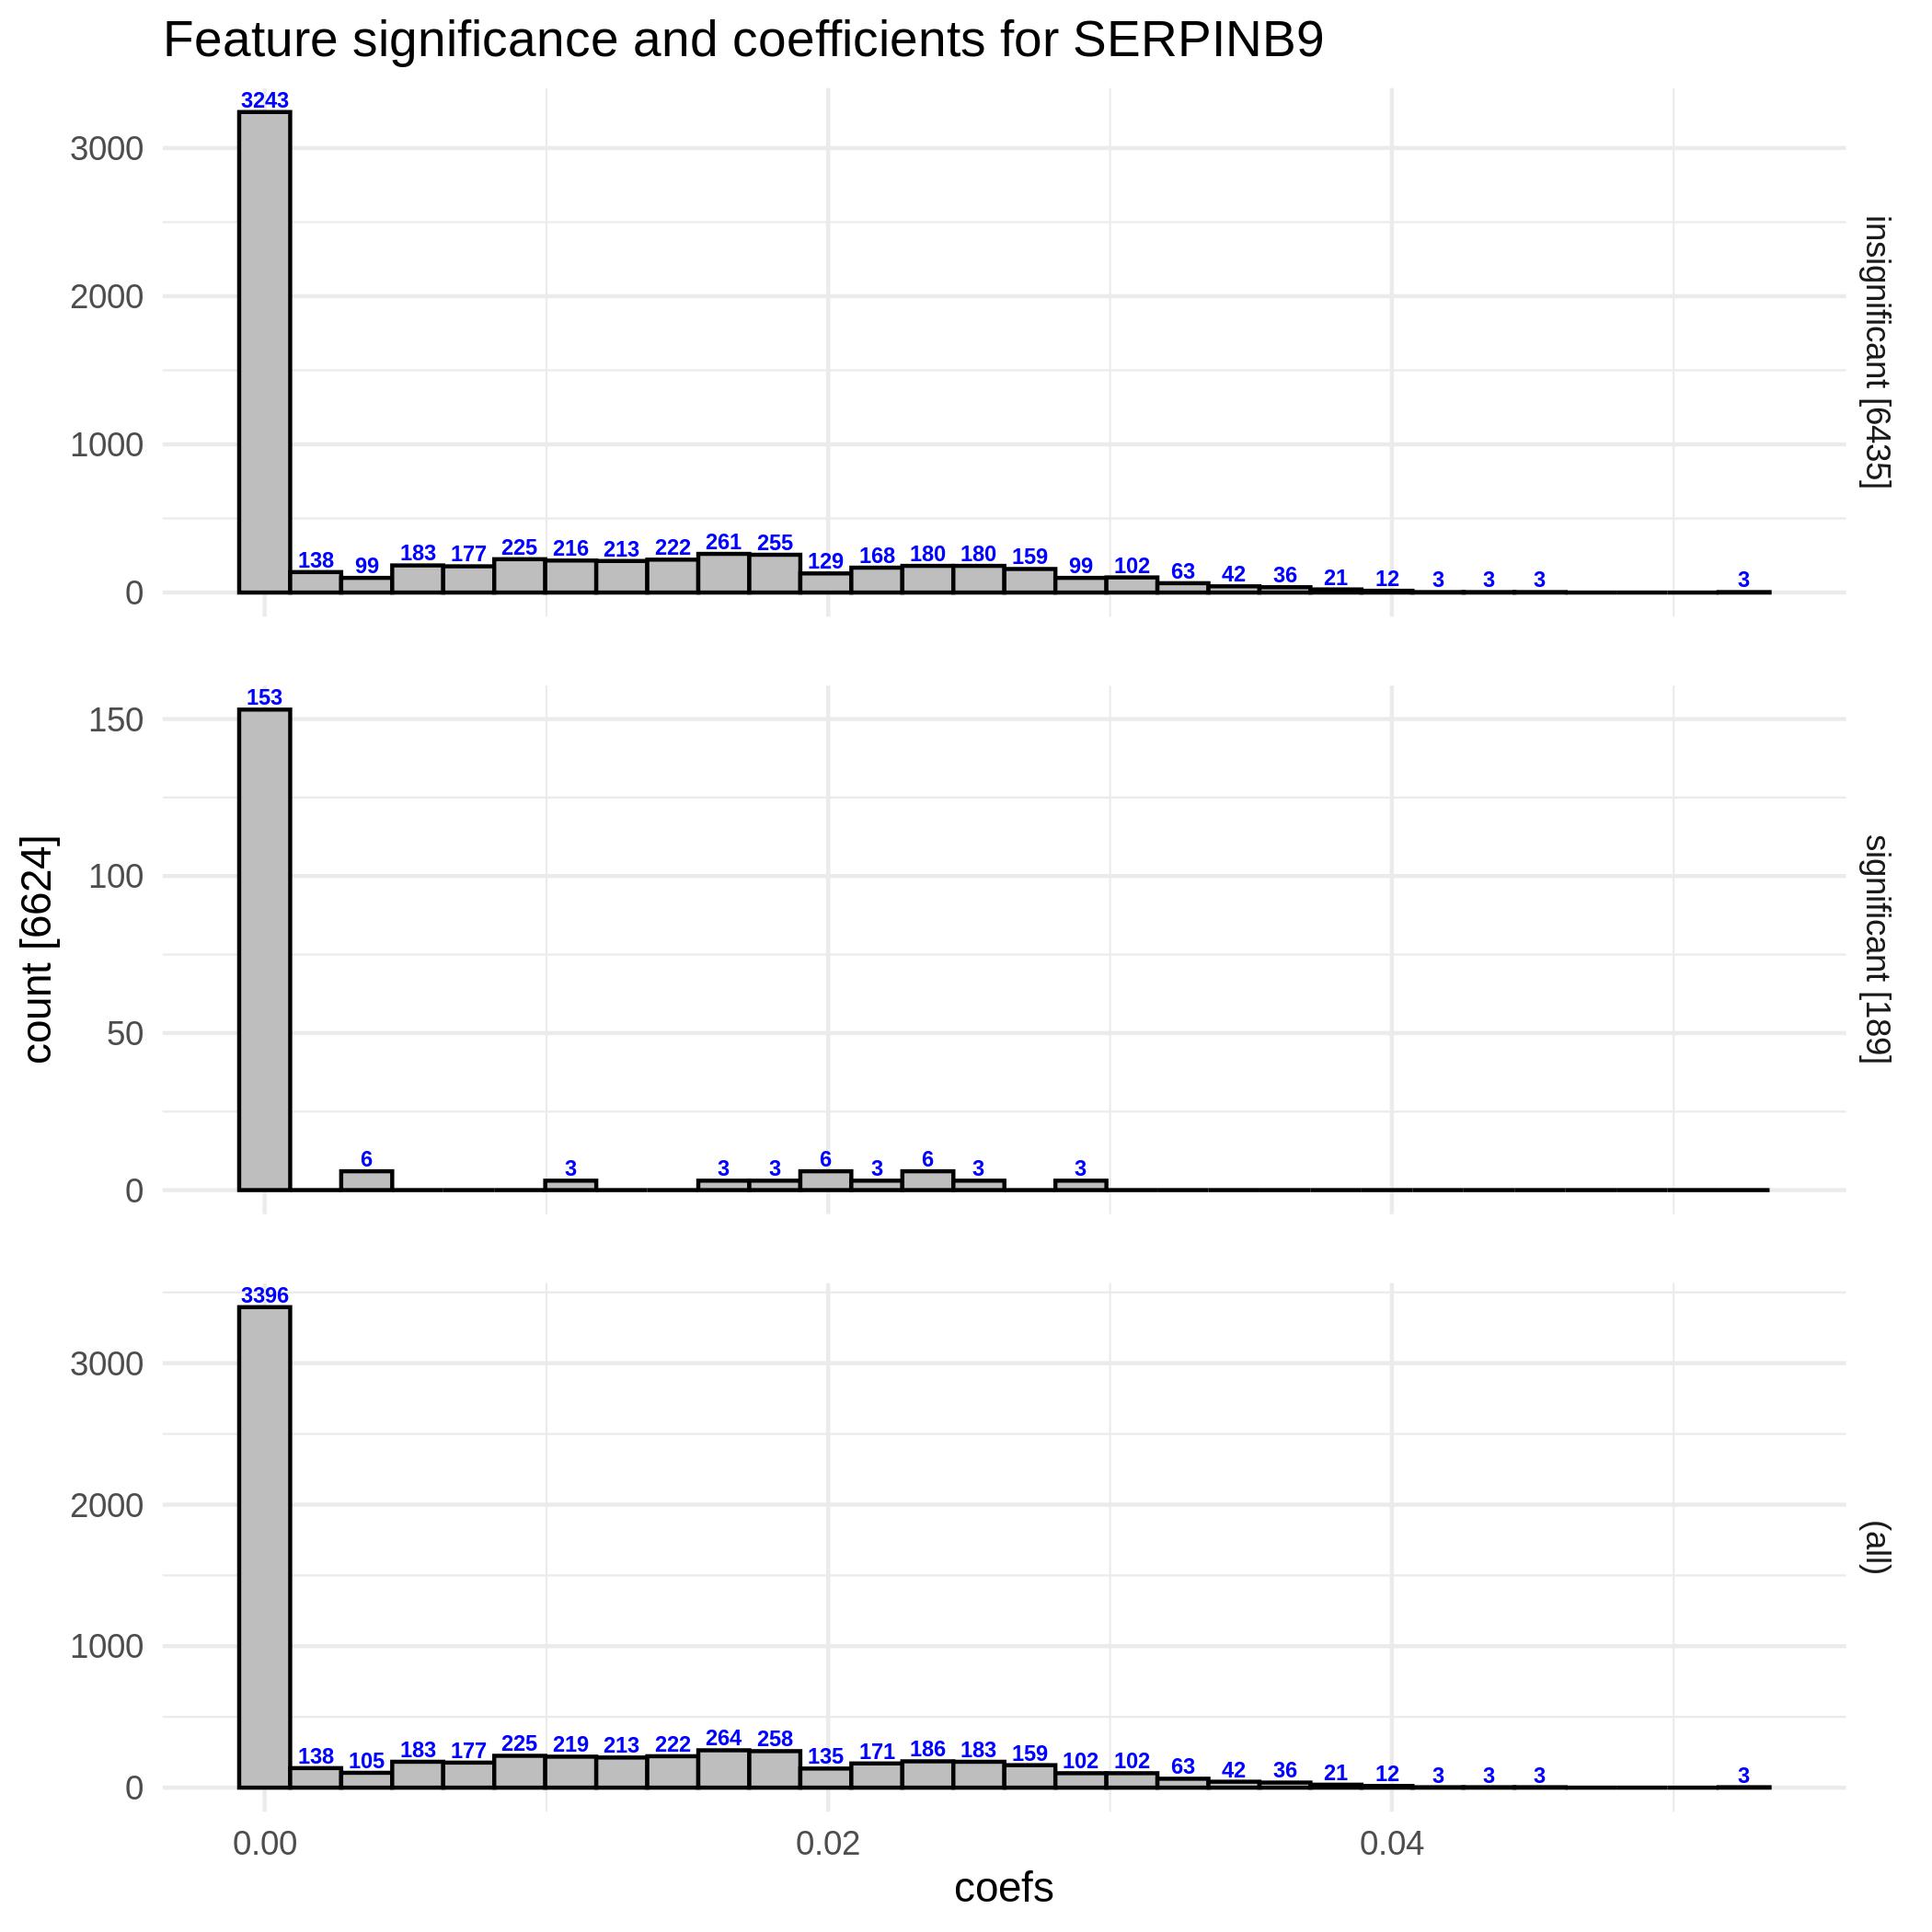 Feature significance and coefficients for SERPINB9
3243
3000
2000
1000
138 99 183 177 225 216 213 222 261 255 129 168 180 180 159 99 102 63 42 36 21 12 3 3 3 3
0
insignificant [6435]
153
150
100
50
6 3 3 3 6 3 6 3 3
0
significant [189]
count [6624]
3396
3000
2000
1000
138 105 183 177 225 219 213 222 264 258 135 171 186 183 159 102 102 63 42 36 21 12 3 3 3 3
0
(all)
0.00 0.02 0.04
coefs